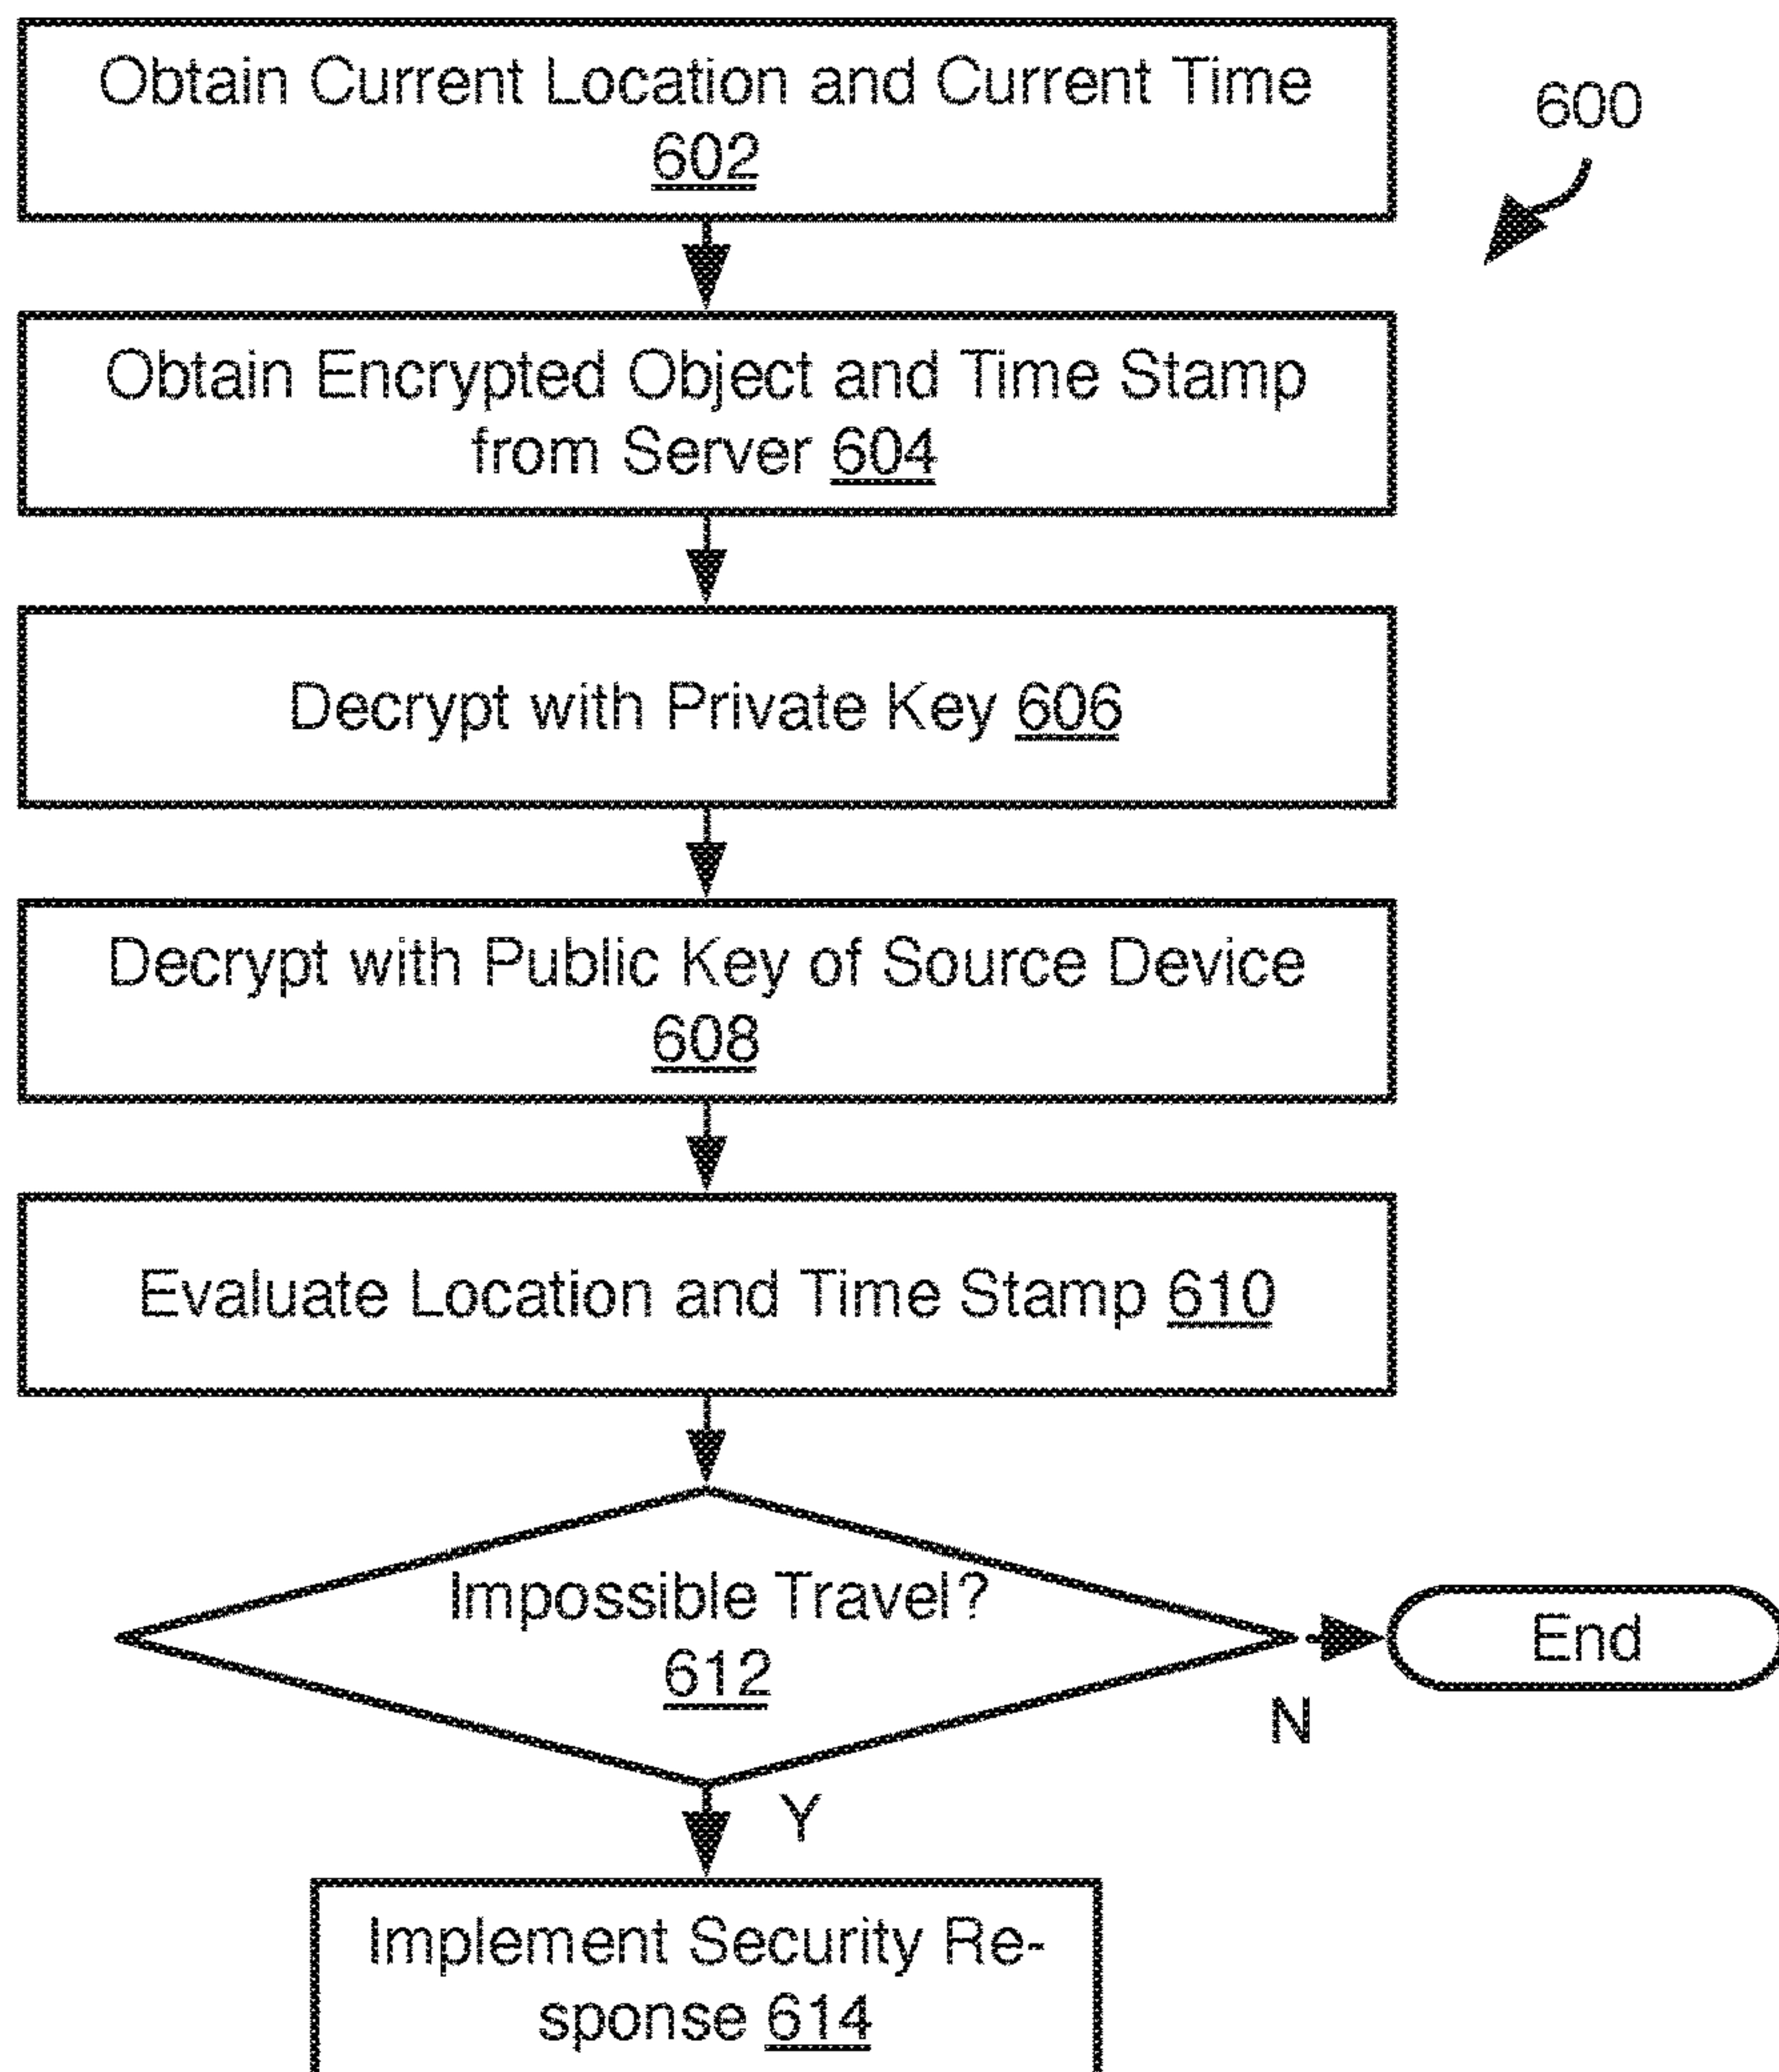 Obtain Current Location and Current Time
602
600
Obtain Encrypted Object and Time Stamp
from Server 604
Decrypt with Private Key 606
Decrypt with Public Key of Source Device
608
Evaluate Location and Time Stamp 610
Impossible Travel?
612
End
N
Y
Implement Security Re-
sponse 614